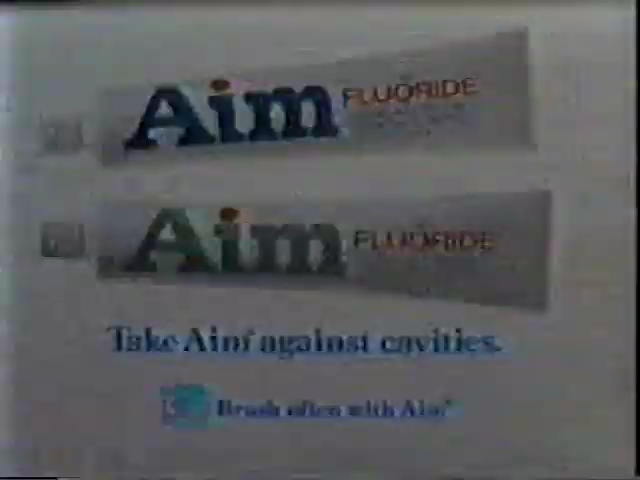 Aim FLUORIDE
Aim FLUORIDE
Take Aim® against cavities.
Brush often with Aim®